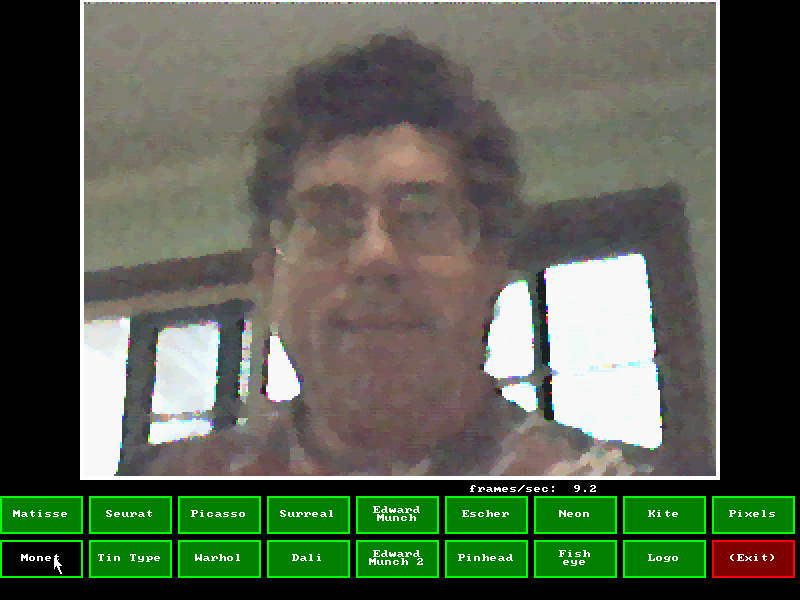 frames/sec: 9.2
Matisse Seurat Picasso Surreal Edward Munch Escher Neon Kite Pixels
Monet Tin Type Warhol Dali Edward Munch 2 Pinhead Fish eye Logo (Exit)